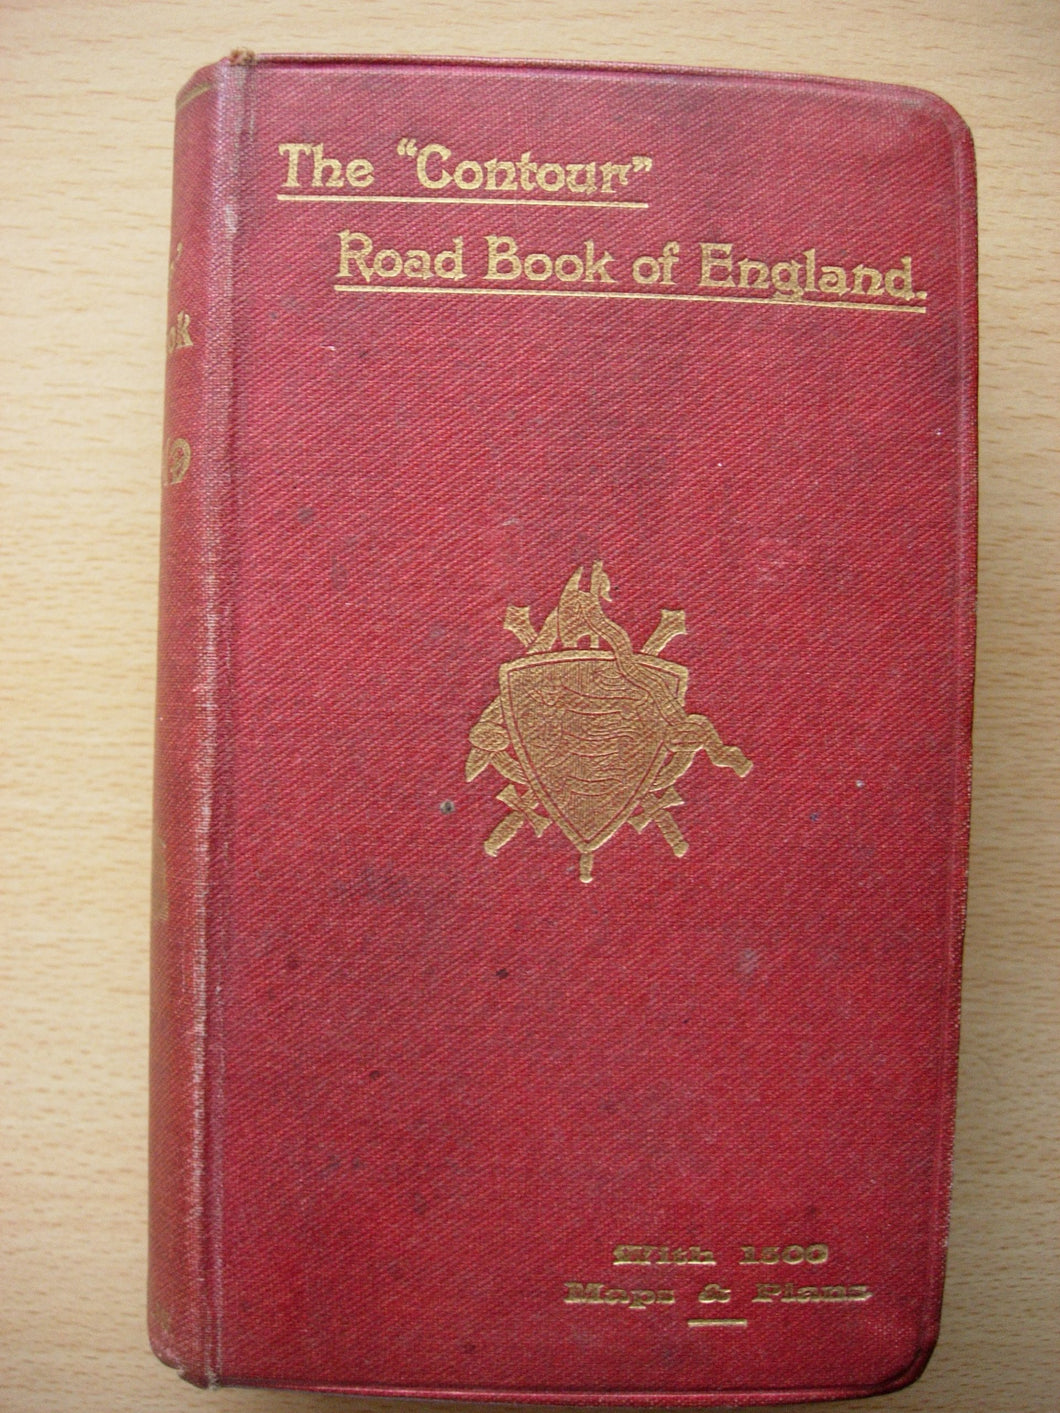 The "Contour"
Road Book of England.
With 1500
Maps & Plans